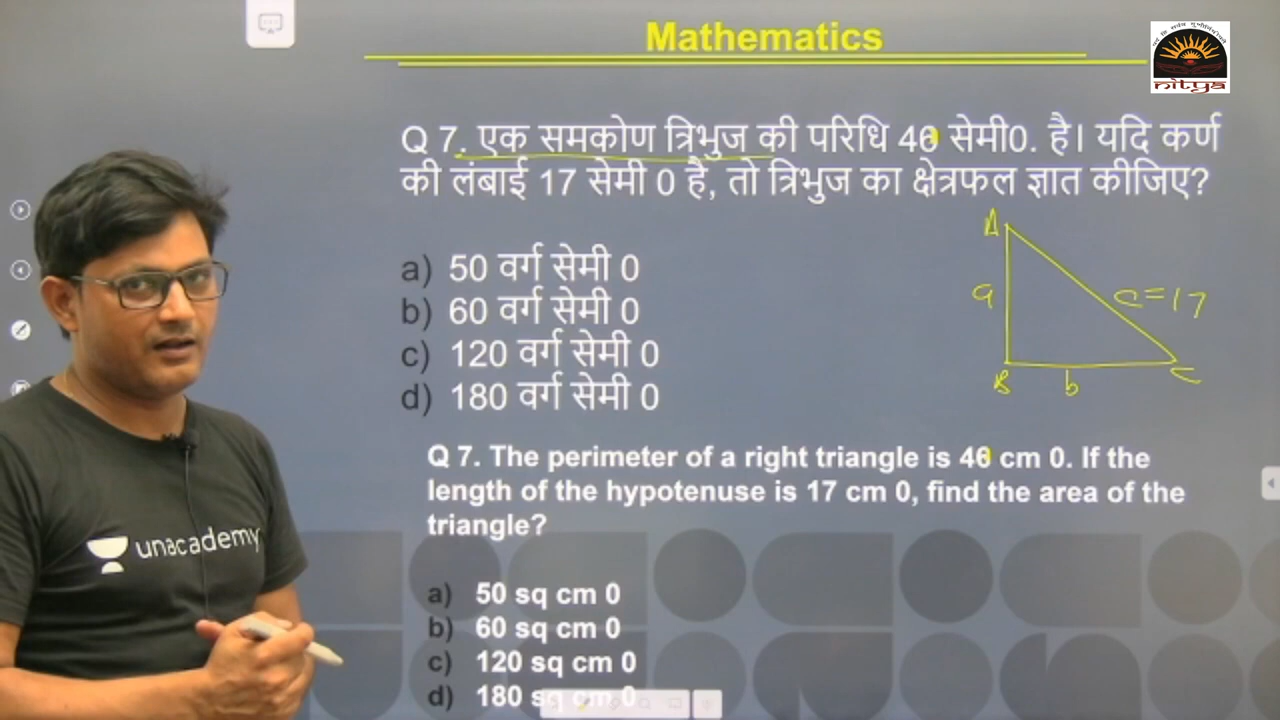 Mathematics
nitya
Q 7. एक समकोण त्रिभुज की परिधि 40 सेमी0. है। यदि कर्ण
की लंबाई 17 सेमी 0 है, तो त्रिभुज का क्षेत्रफल ज्ञात कीजिए?
A
a
c=17
B
b
C
a) 50 वर्ग सेमी 0
b) 60 वर्ग सेमी 0
c) 120 वर्ग सेमी 0
d) 180 वर्ग सेमी 0
Q 7. The perimeter of a right triangle is 40 cm 0. If the
length of the hypotenuse is 17 cm 0, find the area of the
triangle?
a) 50 sq cm 0
b) 60 sq cm 0
c) 120 sq cm 0
d) 180 sq cm 0
unacademy